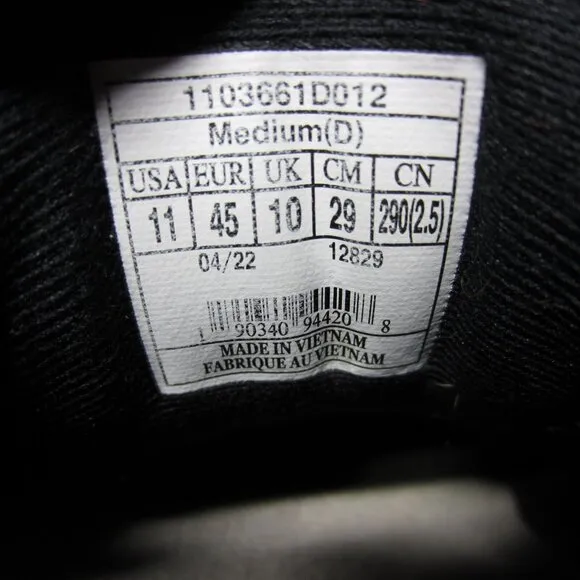 1103661D012
Medium(D)
USA EUR UK CM CN
11 45 10 29 290(2.5)
04/22 12829
1 90340 94420 8
MADE IN VIETNAM
FABRIQUE AU VIETNAM